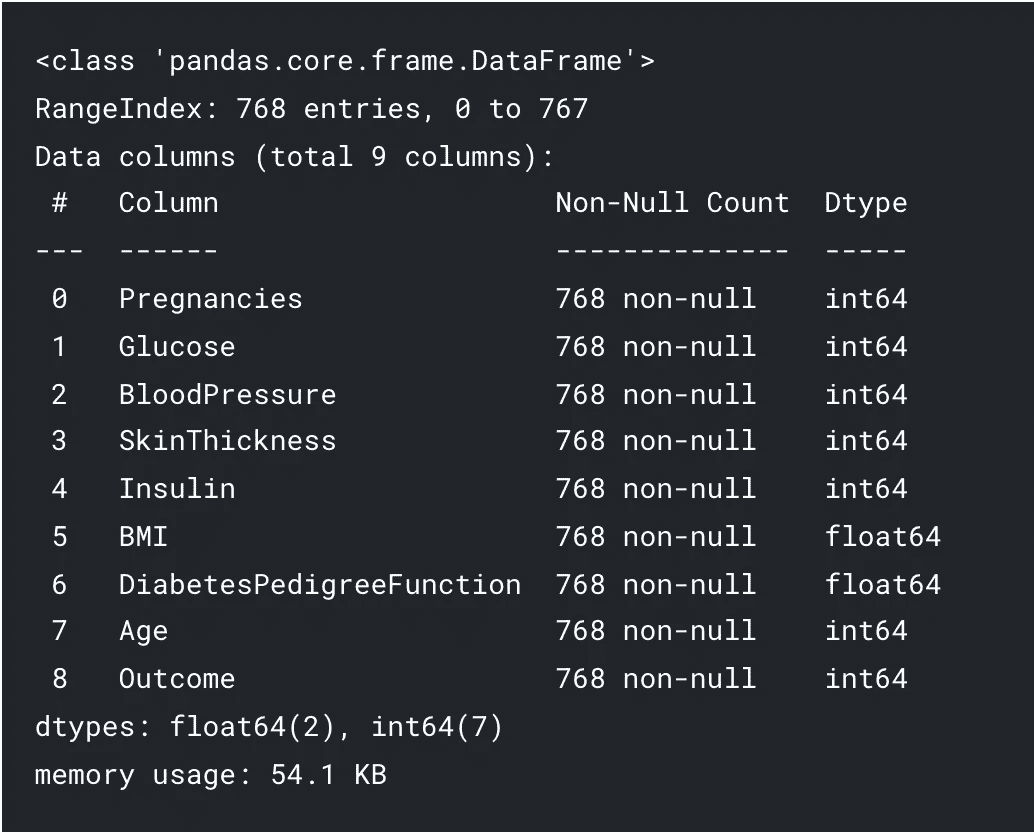 <class 'pandas.core.frame.DataFrame'>
RangeIndex: 768 entries, 0 to 767
Data columns (total 9 columns):
 #   Column                    Non-Null Count  Dtype
---  ------                    --------------  -----
 0   Pregnancies               768 non-null    int64
 1   Glucose                   768 non-null    int64
 2   BloodPressure             768 non-null    int64
 3   SkinThickness             768 non-null    int64
 4   Insulin                   768 non-null    int64
 5   BMI                       768 non-null    float64
 6   DiabetesPedigreeFunction  768 non-null    float64
 7   Age                       768 non-null    int64
 8   Outcome                   768 non-null    int64
dtypes: float64(2), int64(7)
memory usage: 54.1 KB